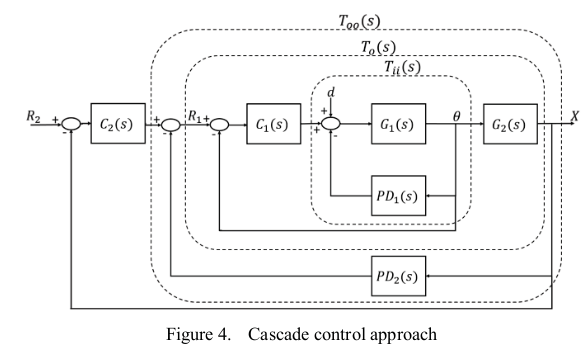 T_oo(s)
T_o(s)
T_ii(s)
d
R_2 + - C_2(s) + - R_1 + - C_1(s) + + - G_1(s) θ G_2(s) X
PD_1(s)
PD_2(s)
Figure 4. Cascade control approach